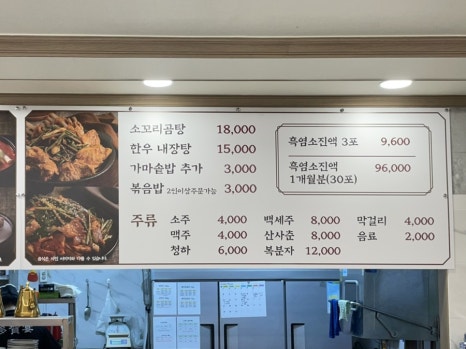 소꼬리곰탕 18,000
한우 내장탕 15,000
가마솥밥 추가 3,000
볶음밥 2인이상주문가능 3,000
흑염소진액 3포 9,600
흑염소진액 96,000
1개월분(30포)
주류 소주 4,000 백세주 8,000 막걸리 4,000
맥주 4,000 산사춘 8,000 음료 2,000
청하 6,000 복분자 12,000